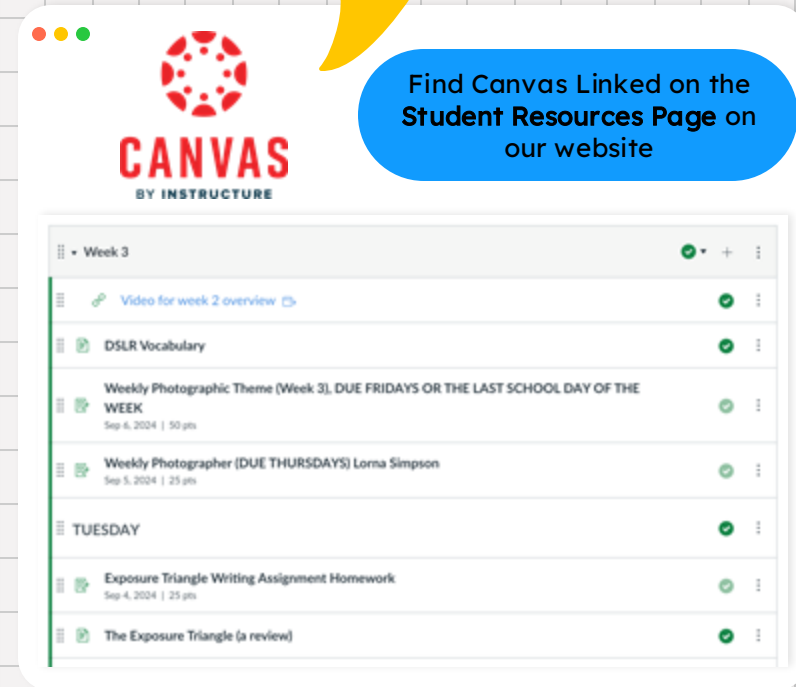 CANVAS
BY INSTRUCTURE
Find Canvas Linked on the
Student Resources Page on
our website
Week 3
Video for week 2 overview
DSLR Vocabulary
Weekly Photographic Theme (Week 3), DUE FRIDAYS OR THE LAST SCHOOL DAY OF THE
WEEK
Sep 6, 2024 | 50 pts
Weekly Photographer (DUE THURSDAYS) Lorna Simpson
Sep 5, 2024 | 25 pts
TUESDAY
Exposure Triangle Writing Assignment Homework
Sep 4, 2024 | 25 pts
The Exposure Triangle (a review)